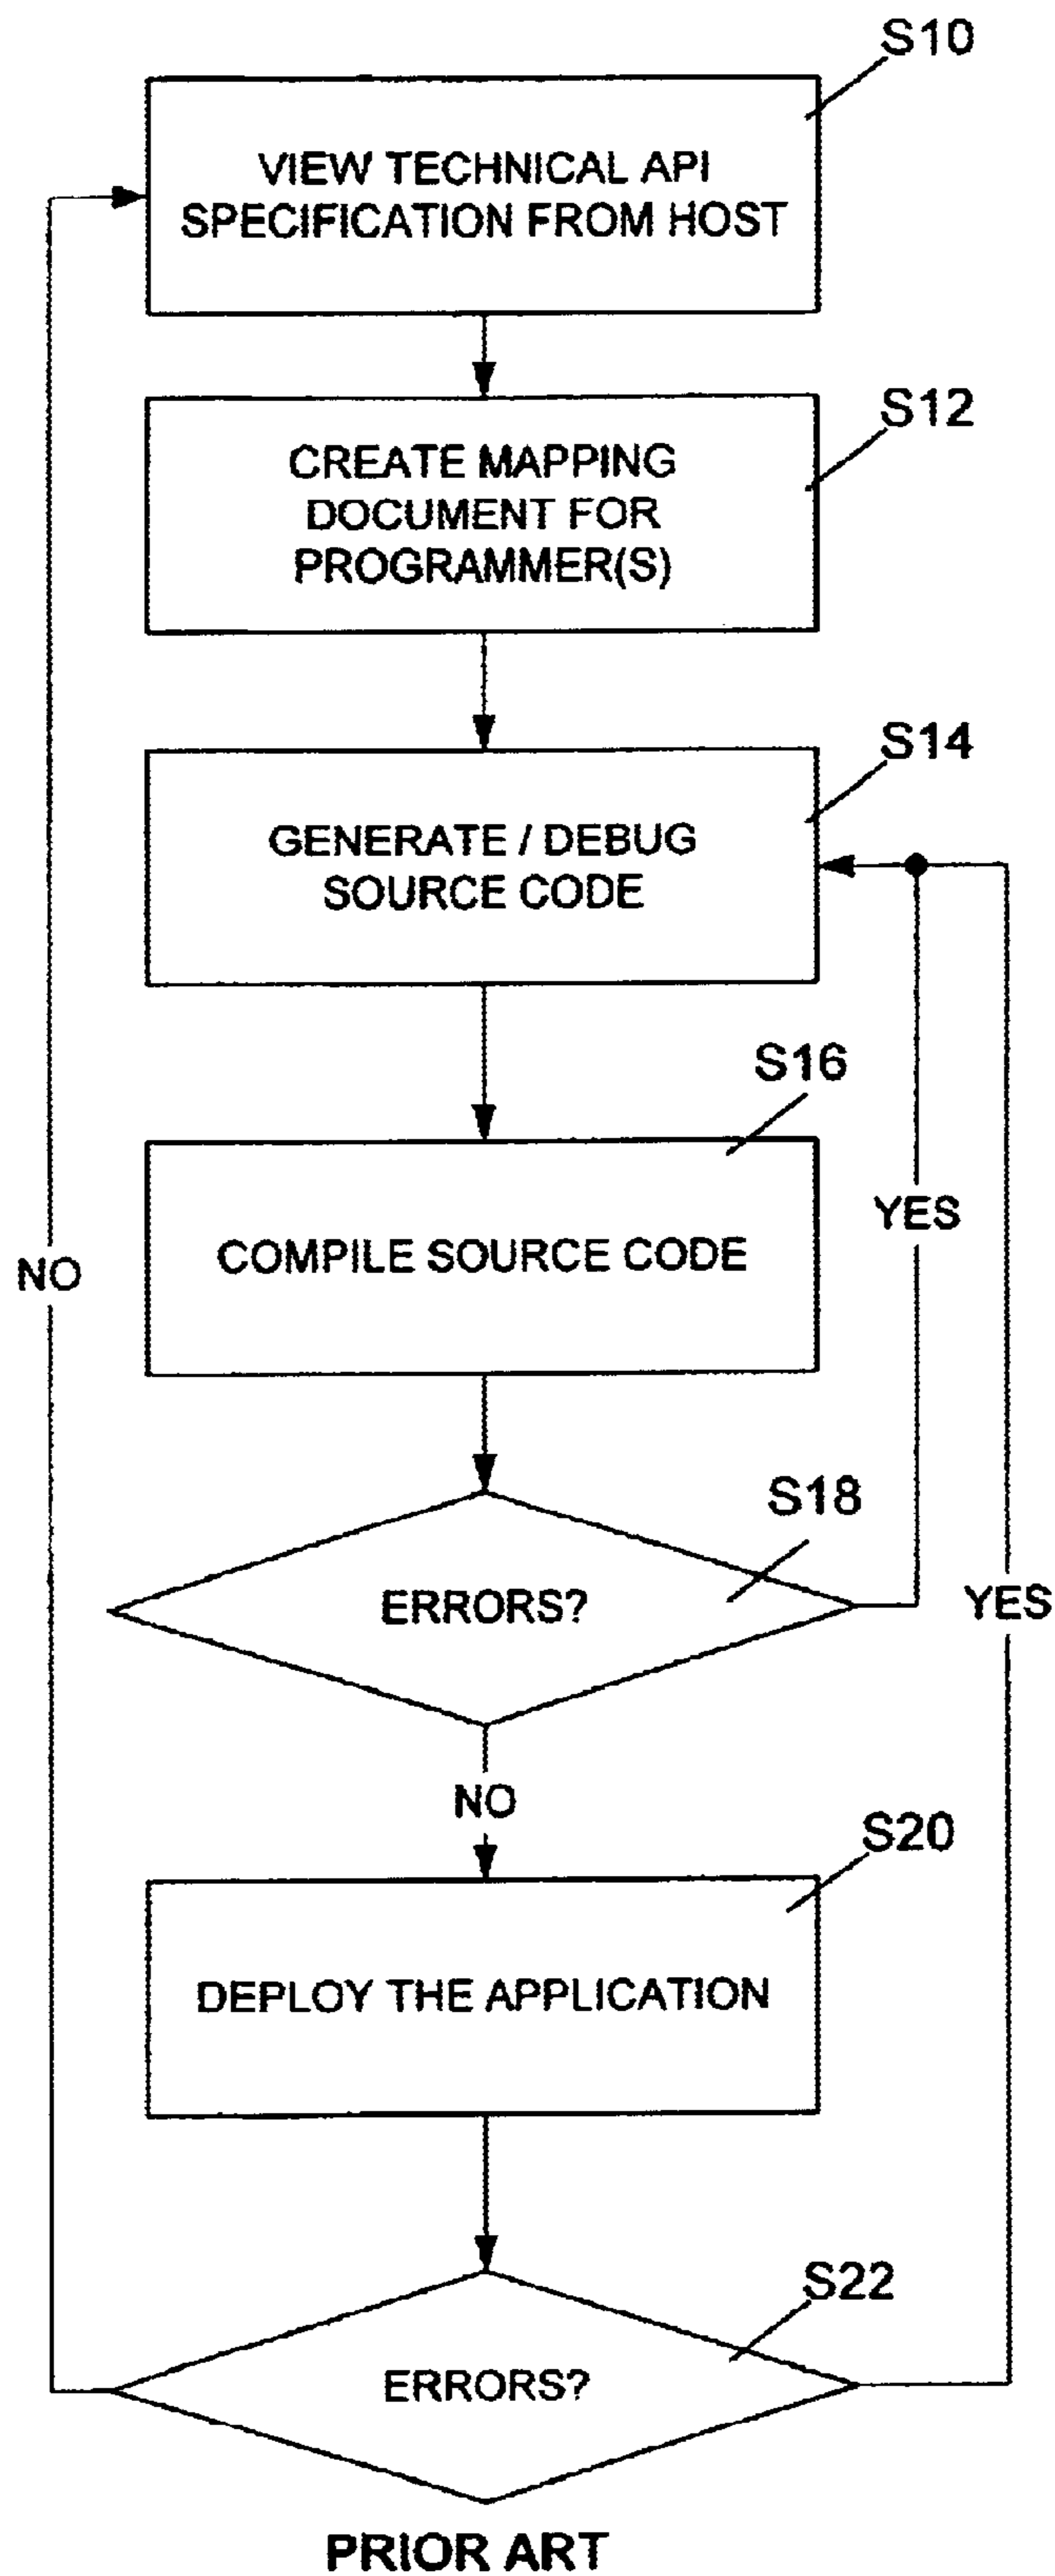 S10
VIEW TECHNICAL API
SPECIFICATION FROM HOST
S12
CREATE MAPPING
DOCUMENT FOR
PROGRAMMER(S)
S14
GENERATE / DEBUG
SOURCE CODE
S16
COMPILE SOURCE CODE
YES
NO
S18
ERRORS?
YES
NO
S20
DEPLOY THE APPLICATION
S22
ERRORS?
PRIOR ART